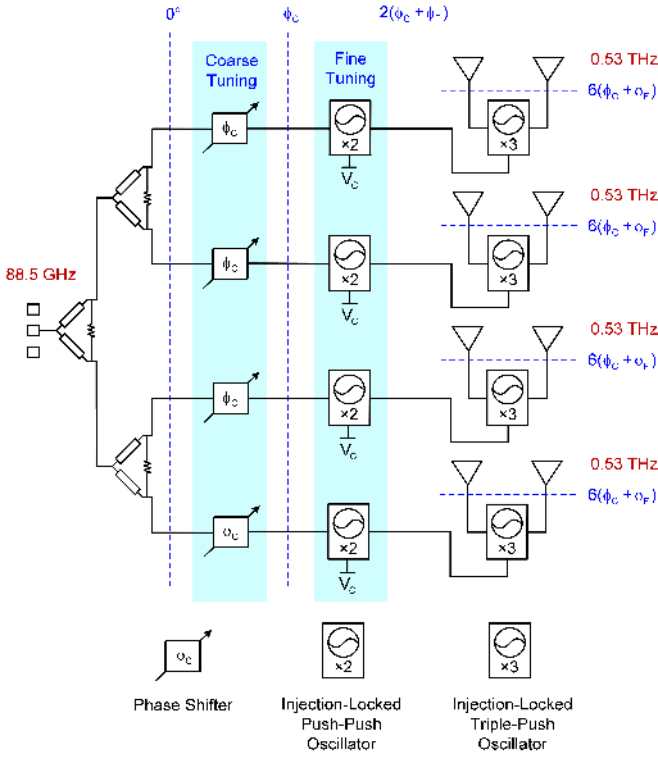 0° ϕC 2(ϕC + ϕF)
Coarse
Tuning
Fine
Tuning
0.53 THz
6(ϕC + ϕF)
ϕC
×2
×3
VC
0.53 THz
6(ϕC + ϕF)
ϕC
×2
×3
VC
88.5 GHz
0.53 THz
6(ϕC + ϕF)
ϕC
×2
×3
VC
0.53 THz
6(ϕC + ϕF)
ϕC
×2
×3
VC
ϕC
×2
×3
Phase Shifter
Injection-Locked
Push-Push
Oscillator
Injection-Locked
Triple-Push
Oscillator